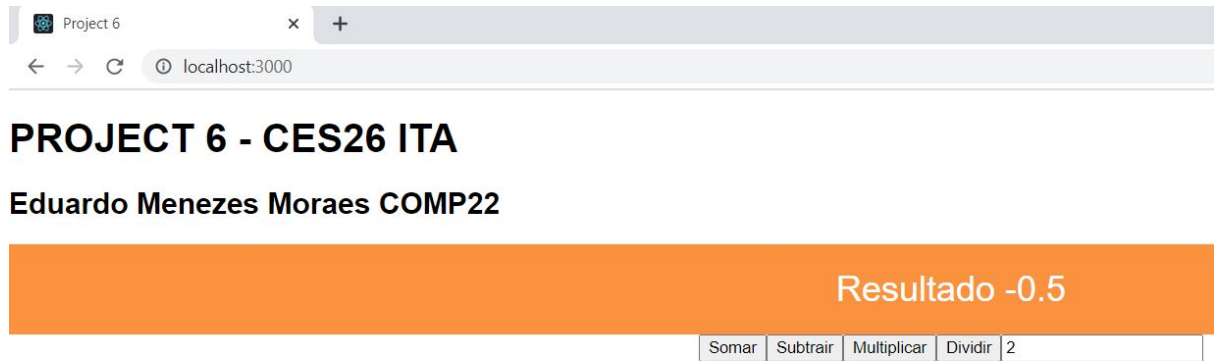 Project 6
localhost:3000
PROJECT 6 - CES26 ITA
Eduardo Menezes Moraes COMP22
Resultado -0.5
Somar Subtrair Multiplicar Dividir 2